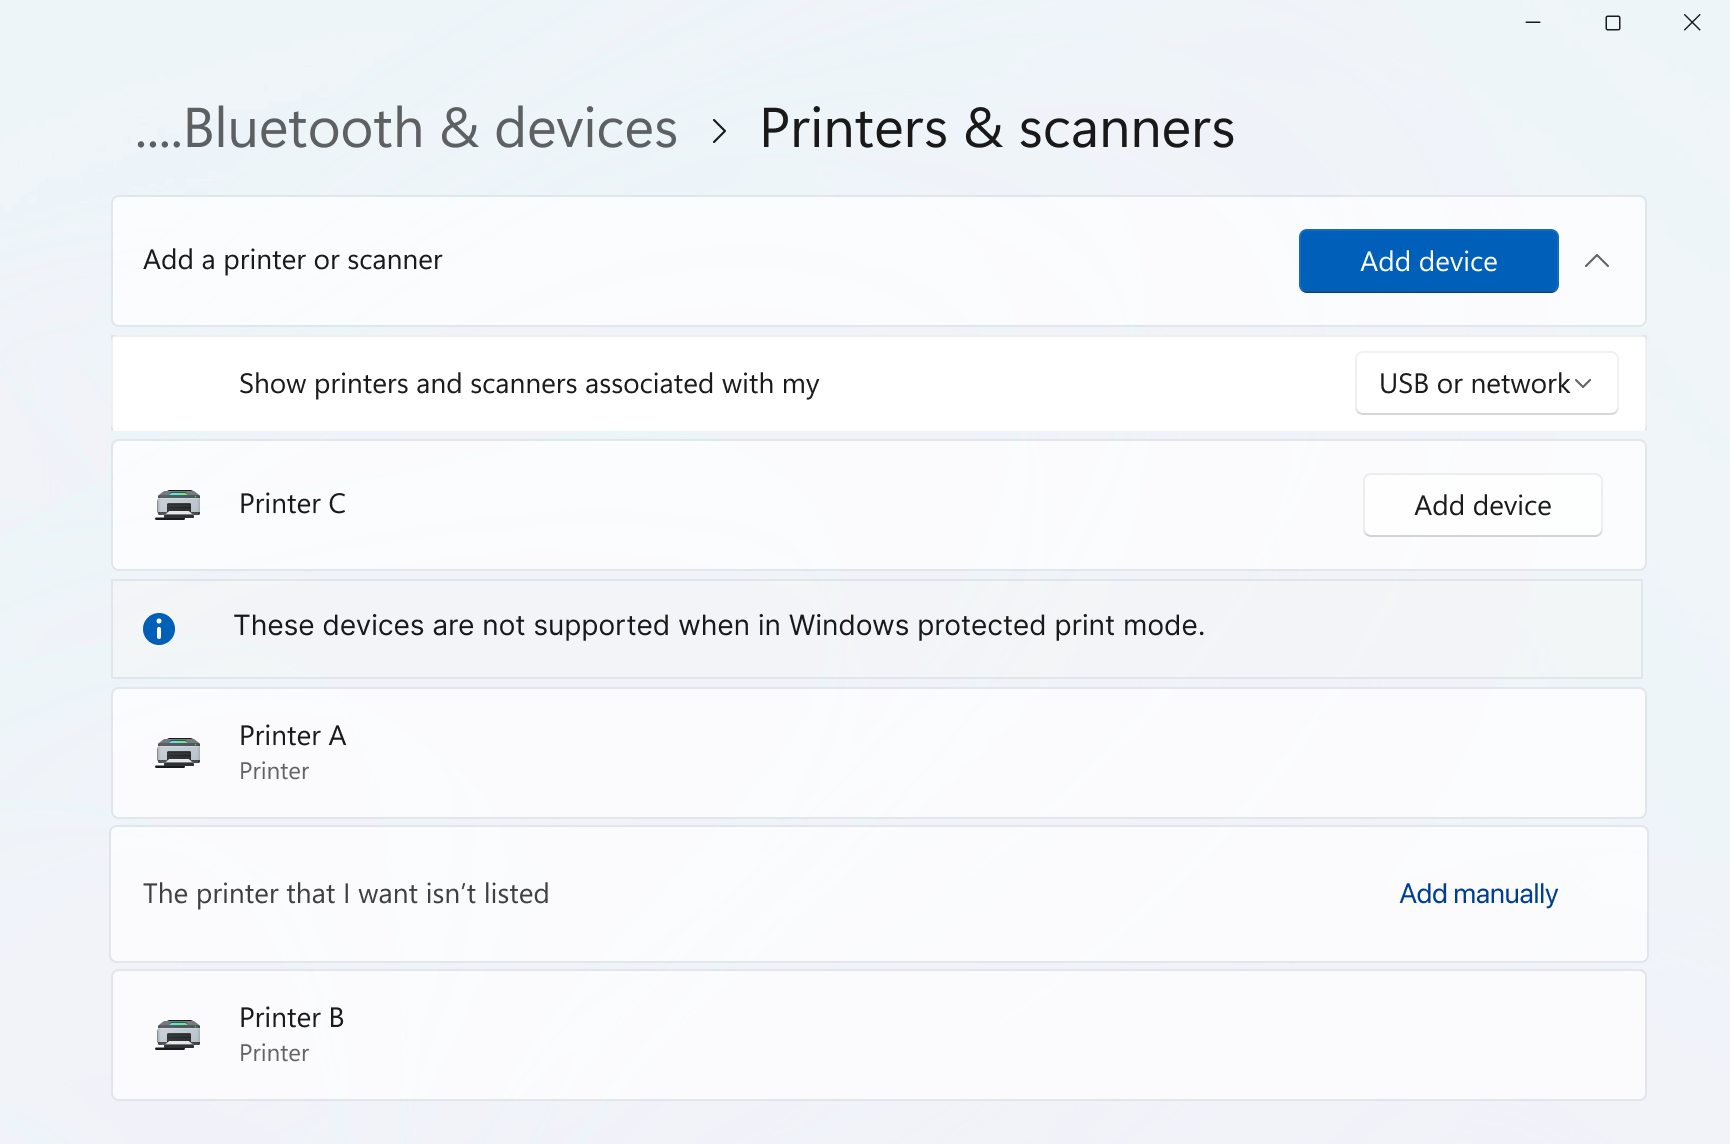 ....Bluetooth & devices > Printers & scanners
Add a printer or scanner
Add device
Show printers and scanners associated with my
USB or network
Printer C
Add device
These devices are not supported when in Windows protected print mode.
Printer A
Printer
The printer that I want isn’t listed
Add manually
Printer B
Printer